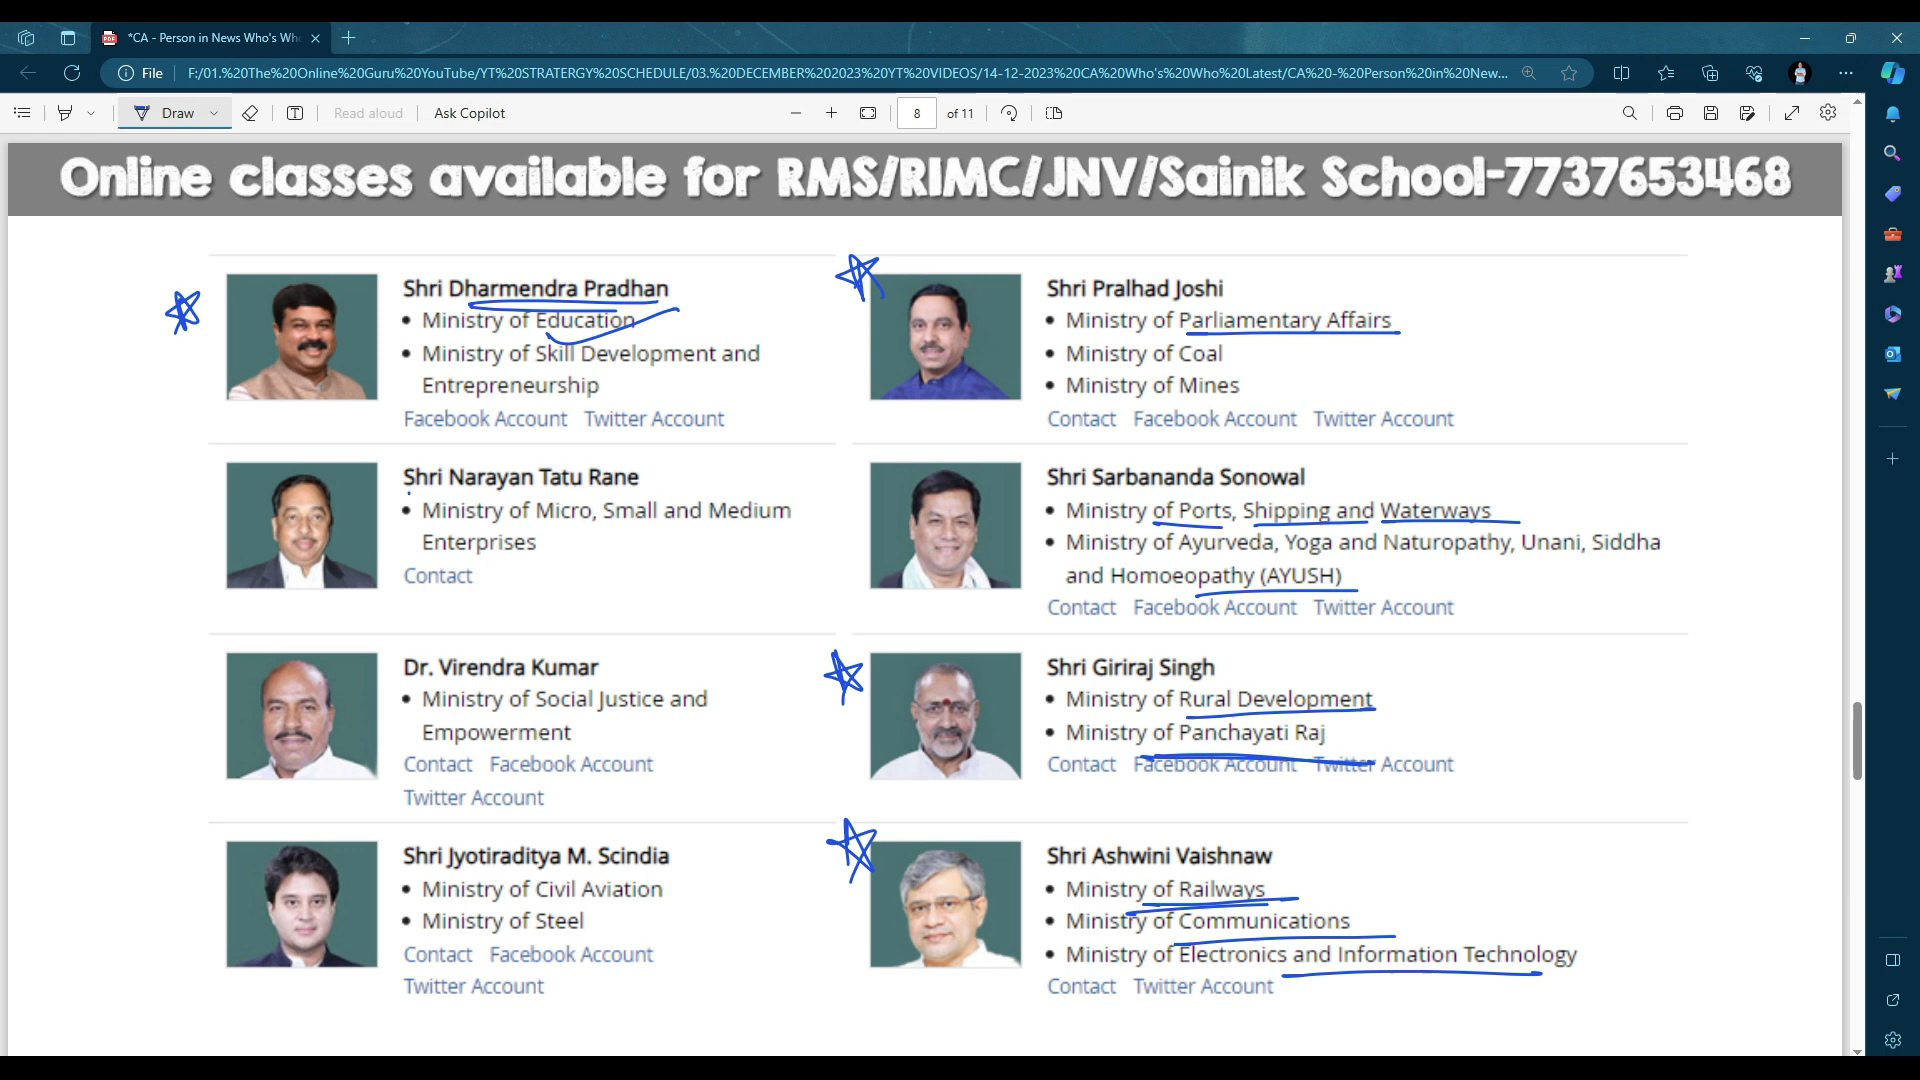 *CA - Person in News Who's Who
File
F:/01.%20The%20Online%20Guru%20YouTube/YT%20STRATERGY%20SCHEDULE/03.%20DECEMBER%202023%20YT%20VIDEOS/14-12-2023%20CA%20Who's%20Who%20Latest/CA%20-%20Person%20in%20New...
Draw
Read aloud
Ask Copilot
8
of 11
Online classes available for RMS/RIMC/JNV/Sainik School-7737653468
Shri Dharmendra Pradhan
Ministry of Education
Ministry of Skill Development and
Entrepreneurship
Facebook Account Twitter Account
Shri Pralhad Joshi
Ministry of Parliamentary Affairs
Ministry of Coal
Ministry of Mines
Contact Facebook Account Twitter Account
Shri Narayan Tatu Rane
Ministry of Micro, Small and Medium
Enterprises
Contact
Shri Sarbananda Sonowal
Ministry of Ports, Shipping and Waterways
Ministry of Ayurveda, Yoga and Naturopathy, Unani, Siddha
and Homoeopathy (AYUSH)
Contact Facebook Account Twitter Account
Dr. Virendra Kumar
Ministry of Social Justice and
Empowerment
Contact Facebook Account
Twitter Account
Shri Giriraj Singh
Ministry of Rural Development
Ministry of Panchayati Raj
Contact Facebook Account Twitter Account
Shri Jyotiraditya M. Scindia
Ministry of Civil Aviation
Ministry of Steel
Contact Facebook Account
Twitter Account
Shri Ashwini Vaishnaw
Ministry of Railways
Ministry of Communications
Ministry of Electronics and Information Technology
Contact Twitter Account